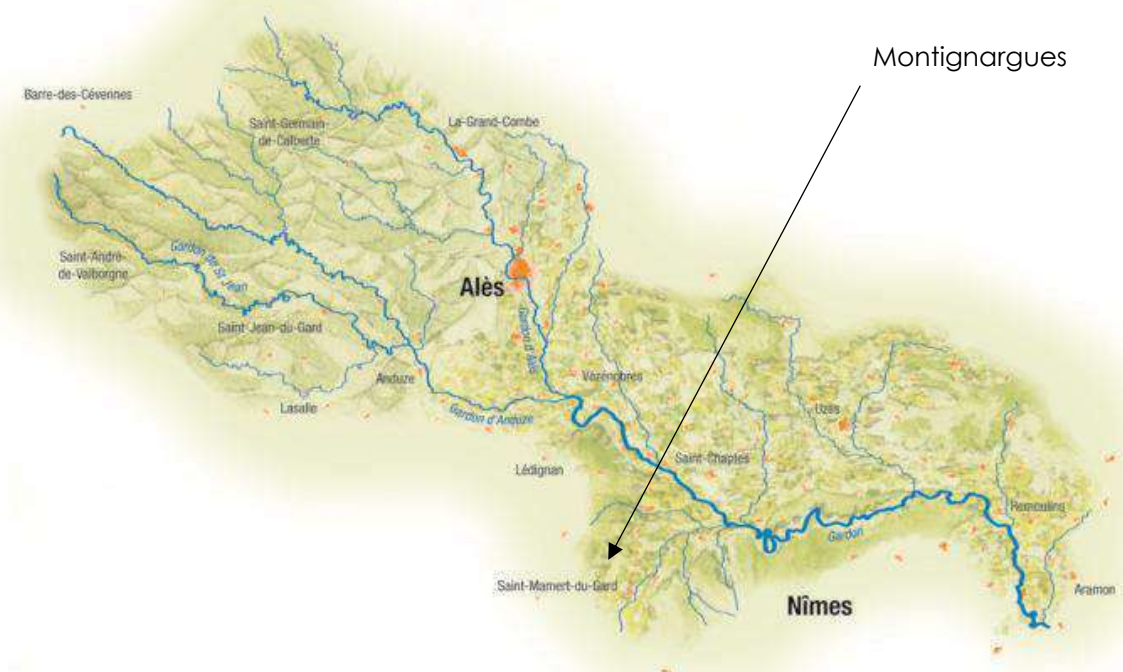 Montignargues
Barre-des-Cévennes
Saint-Germain-
de-Calberte
La-Grand-Combe
Saint-André-
de-Valborgne
Gardon de St Jean
Alès
Saint-Jean-du-Gard
Gardon d'Alès
Anduze
Vézénobres
Lasalle
Gardon d'Anduze
Uzès
Lédignan
Saint-Chaptes
Remoulins
Gardon
Saint-Mamert-du-Gard
Nîmes
Aramon